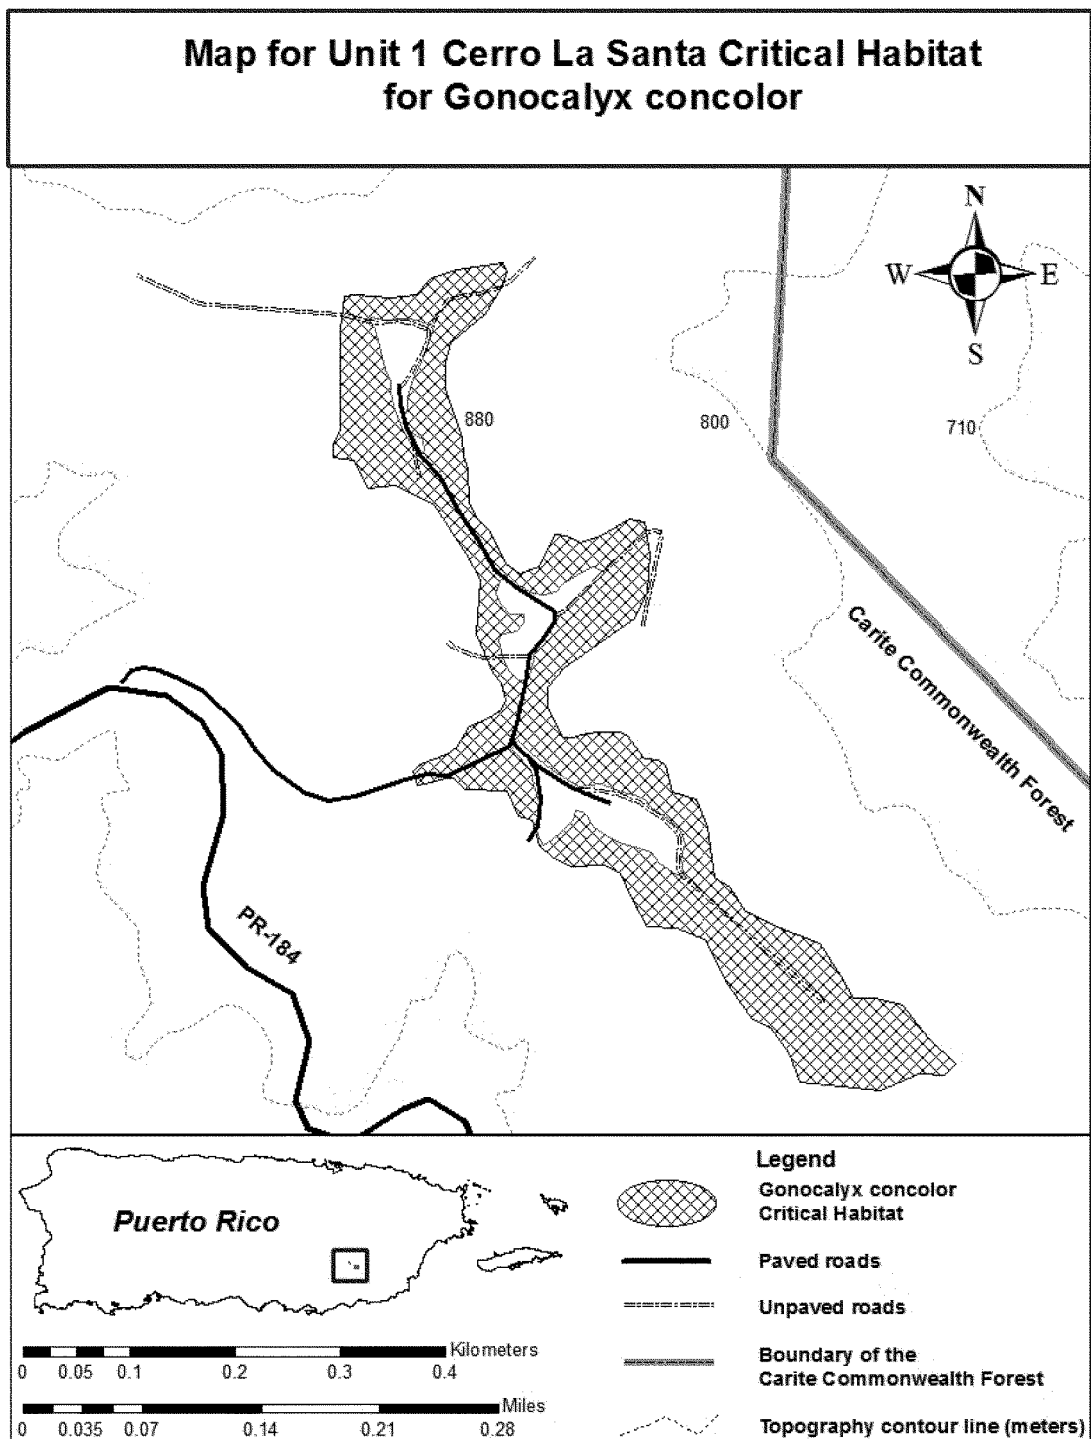 Map for Unit 1 Cerro La Santa Critical Habitat
for Gonocalyx concolor
N
W
E
S
880
800
710
Carite Commonwealth Forest
PR-184
Puerto Rico
Kilometers
0 0.05 0.1 0.2 0.3 0.4
Miles
0 0.035 0.07 0.14 0.21 0.28
Legend
Gonocalyx concolor
Critical Habitat
Paved roads
Unpaved roads
Boundary of the
Carite Commonwealth Forest
Topography contour line (meters)